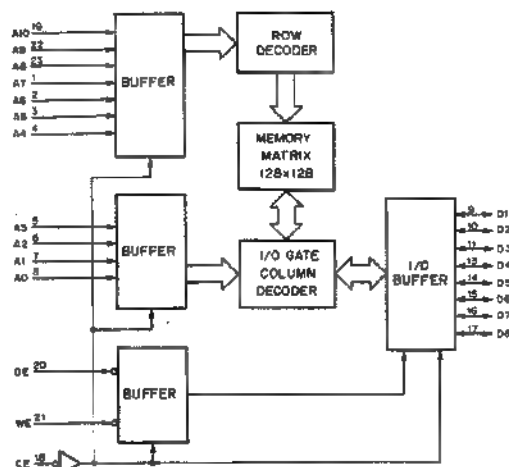 A10 19
A9 22
A8 23
A7 1
A6 2
A5 3
A4 4
BUFFER
ROW
DECODER
MEMORY
MATRIX
128x128
A3 5
A2 6
A1 7
A0 8
BUFFER
I/O GATE
COLUMN
DECODER
I/O
BUFFER
9 D1
10 D2
11 D3
13 D4
14 D5
15 D6
16 D7
17 D8
OE 20
WE 21
BUFFER
CE 18